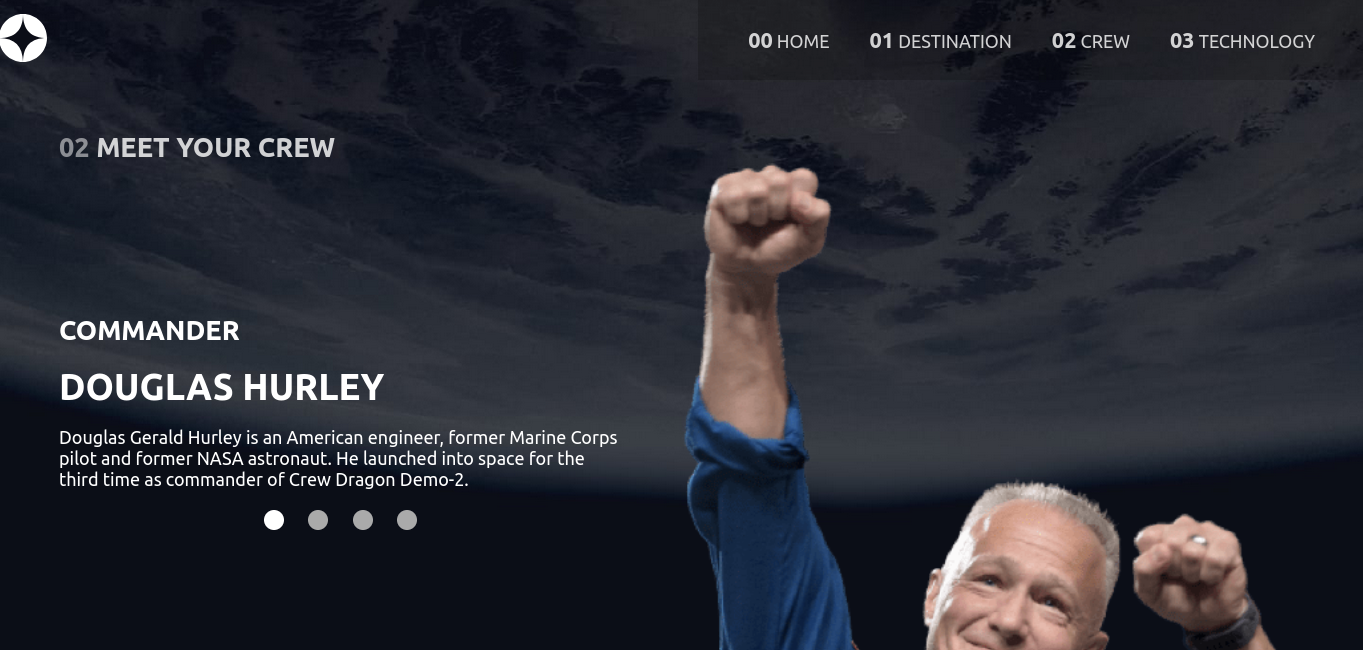 00 HOME 01 DESTINATION 02 CREW 03 TECHNOLOGY
02 MEET YOUR CREW
COMMANDER
DOUGLAS HURLEY
Douglas Gerald Hurley is an American engineer, former Marine Corps
pilot and former NASA astronaut. He launched into space for the
third time as commander of Crew Dragon Demo-2.